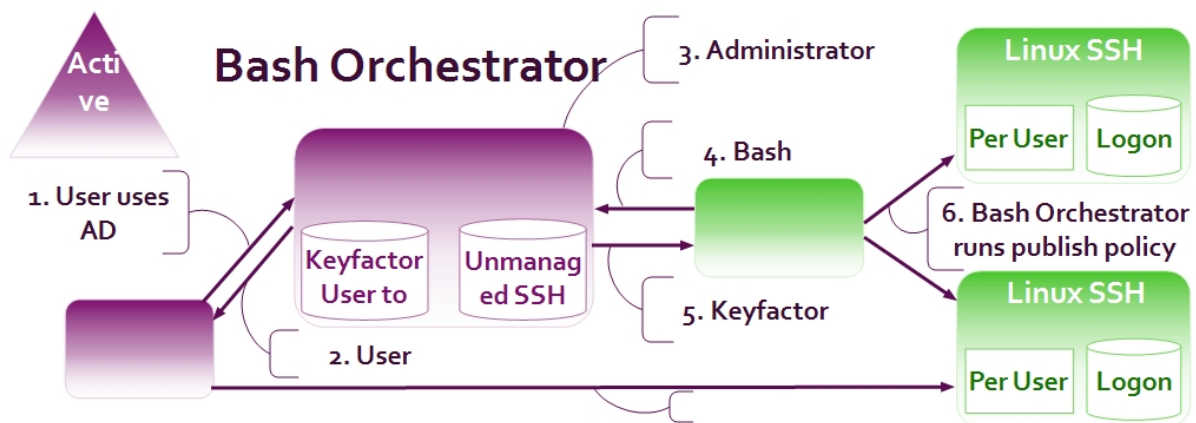 Acti
ve
Bash Orchestrator
3. Administrator
Linux SSH
Per User
Logon
4. Bash
1. User uses
AD
6. Bash Orchestrator
runs publish policy
Keyfactor
User to
Unmanag
ed SSH
5. Keyfactor
Linux SSH
2. User
Per User
Logon